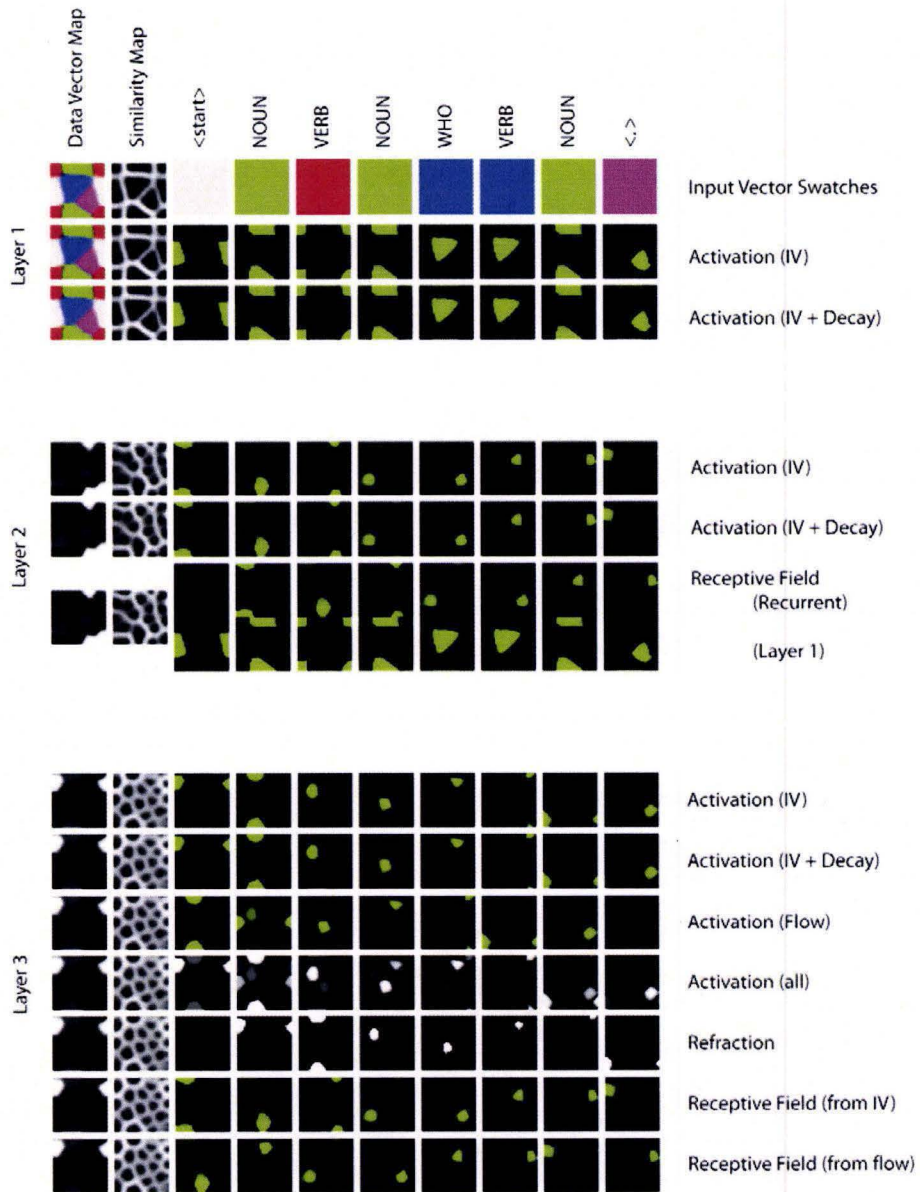 Data Vector Map
Similarity Map
<start>
NOUN
VERB
NOUN
WHO
VERB
NOUN
<.>
Layer 1
Input Vector Swatches
Activation (IV)
Activation (IV + Decay)
Layer 2
Activation (IV)
Activation (IV + Decay)
Receptive Field
(Recurrent)
(Layer 1)
Layer 3
Activation (IV)
Activation (IV + Decay)
Activation (Flow)
Activation (all)
Refraction
Receptive Field (from IV)
Receptive Field (from flow)